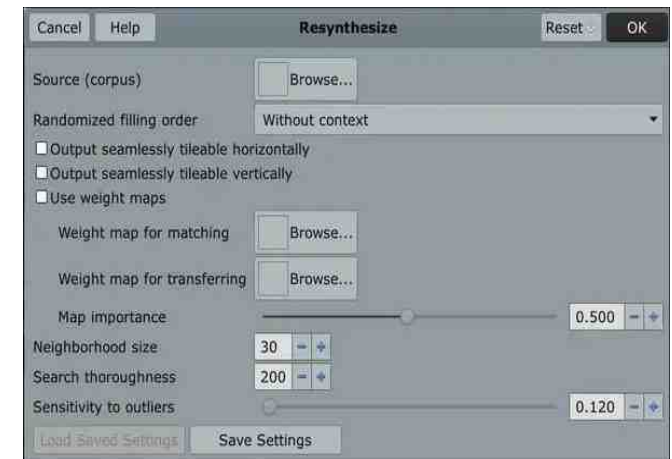 Cancel Help Resynthesize Reset OK
Source (corpus) Browse...
Randomized filling order Without context
Output seamlessly tileable horizontally
Output seamlessly tileable vertically
Use weight maps
Weight map for matching Browse...
Weight map for transferring Browse...
Map importance 0.500
Neighborhood size 30
Search thoroughness 200
Sensitivity to outliers 0.120
Load Saved Settings Save Settings